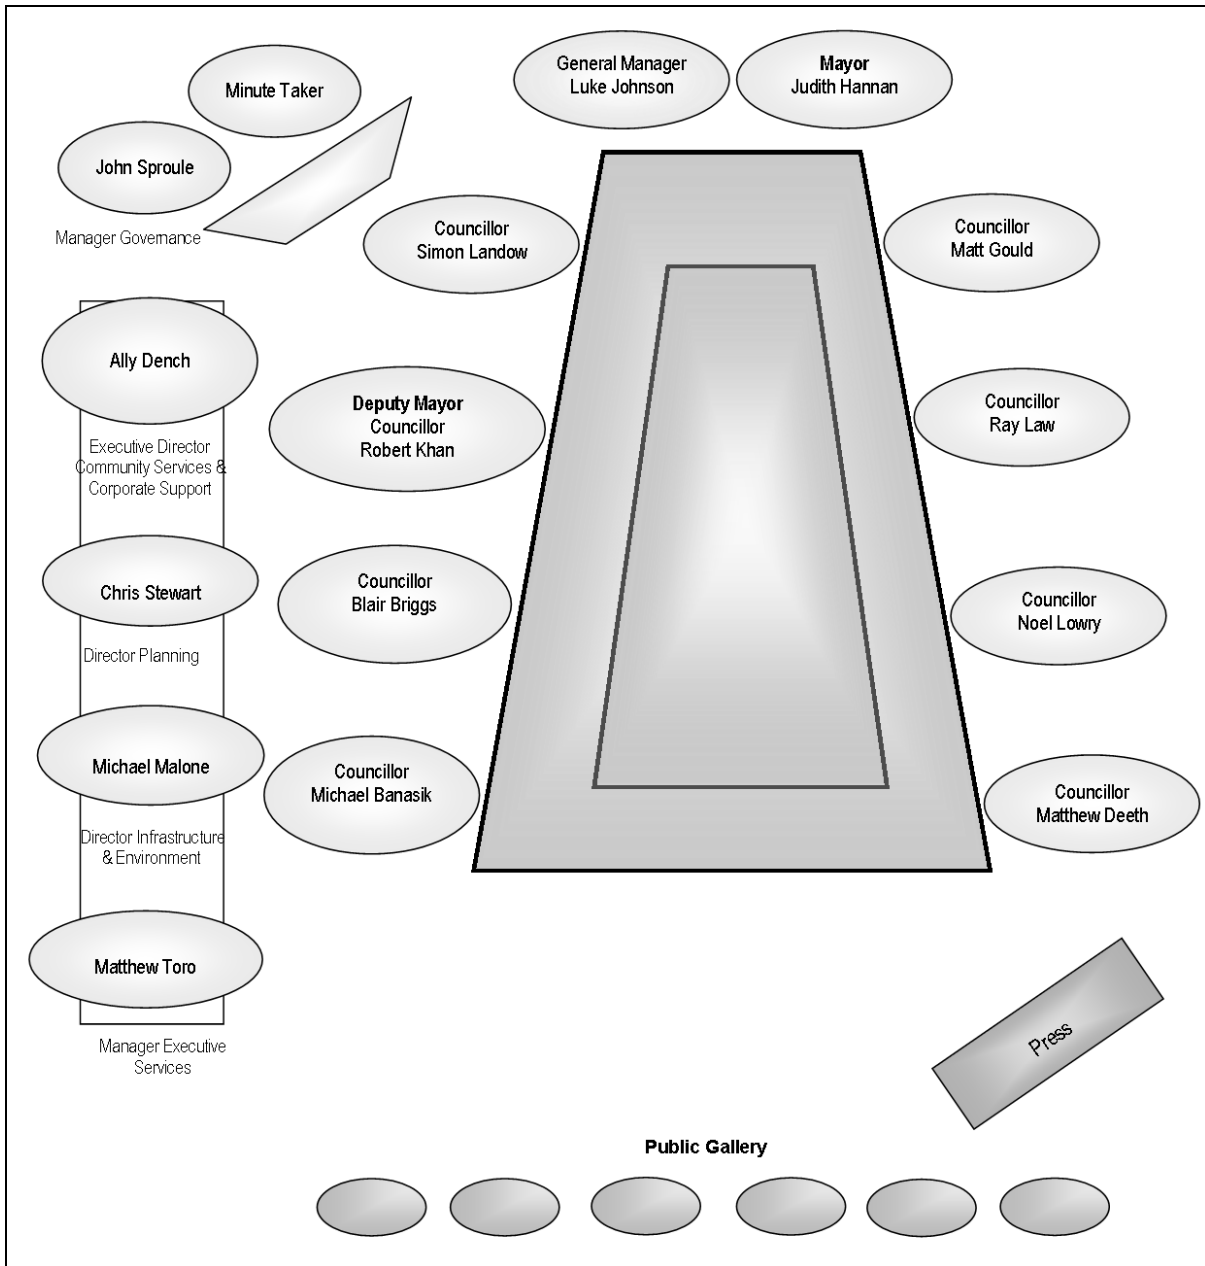 Minute Taker
General Manager
Luke Johnson
Mayor
Judith Hannan
John Sproule
Manager Governance
Councillor
Simon Landow
Councillor
Matt Gould
Ally Dench
Executive Director
Community Services &
Corporate Support
Deputy Mayor
Councillor
Robert Khan
Councillor
Ray Law
Chris Stewart
Director Planning
Councillor
Blair Briggs
Councillor
Noel Lowry
Michael Malone
Director Infrastructure
& Environment
Councillor
Michael Banasik
Councillor
Matthew Deeth
Matthew Toro
Manager Executive
Services
Press
Public Gallery